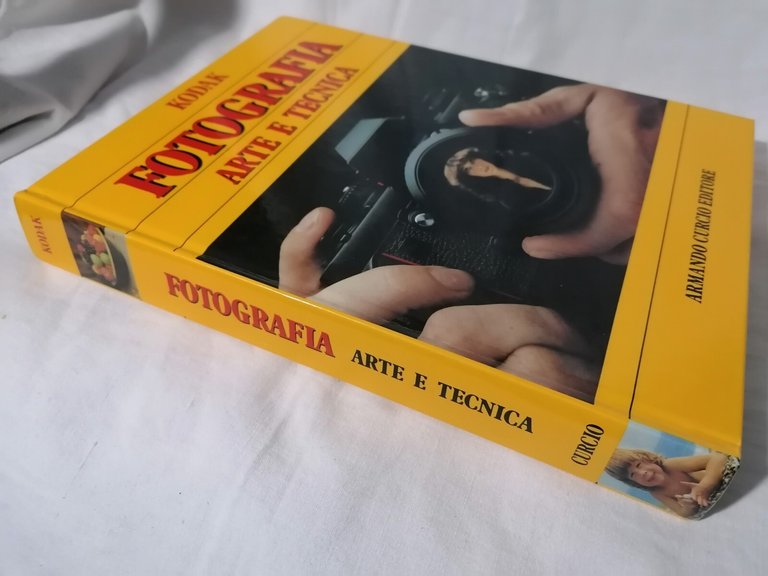 KODAK
FOTOGRAFIA
ARTE E TECNICA
ARMANDO CURCIO EDITORE
KODAK
FOTOGRAFIA ARTE E TECNICA
CURCIO